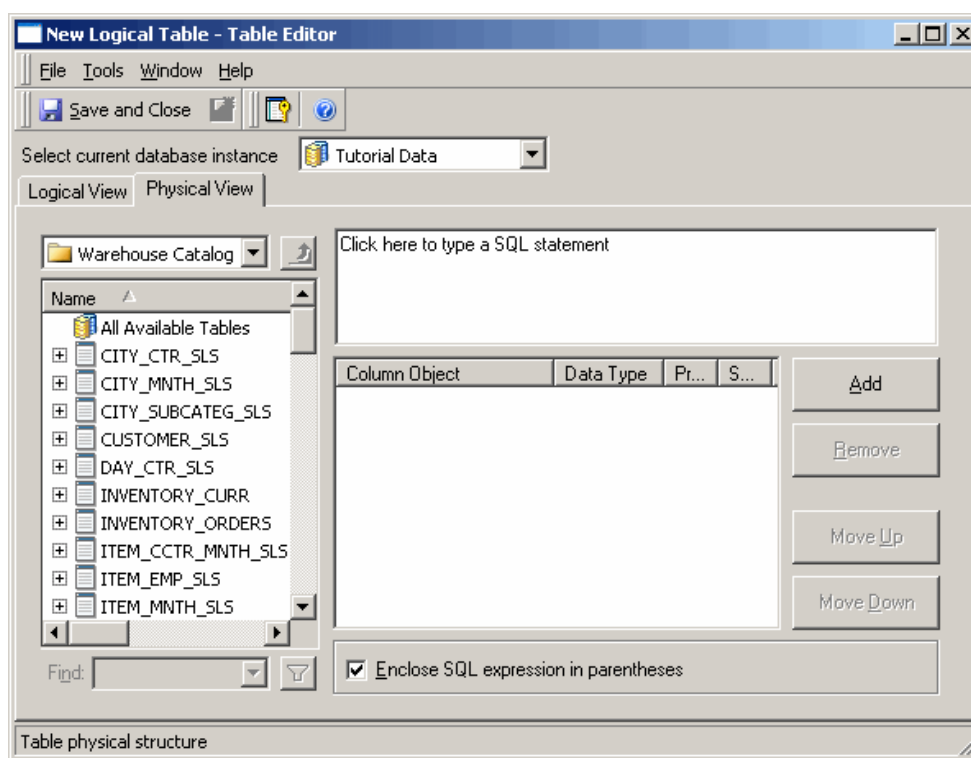 New Logical Table - Table Editor
File Tools Window Help
Save and Close
Select current database instance Tutorial Data
Logical View Physical View
Warehouse Catalog
Name
All Available Tables
CITY_CTR_SLS
CITY_MNTH_SLS
CITY_SUBCATEG_SLS
CUSTOMER_SLS
DAY_CTR_SLS
INVENTORY_CURR
INVENTORY_ORDERS
ITEM_CCTR_MNTH_SLS
ITEM_EMP_SLS
ITEM_MNTH_SLS
Find:
Click here to type a SQL statement
Column Object Data Type Pr... S...
Add
Remove
Move Up
Move Down
Enclose SQL expression in parentheses
Table physical structure